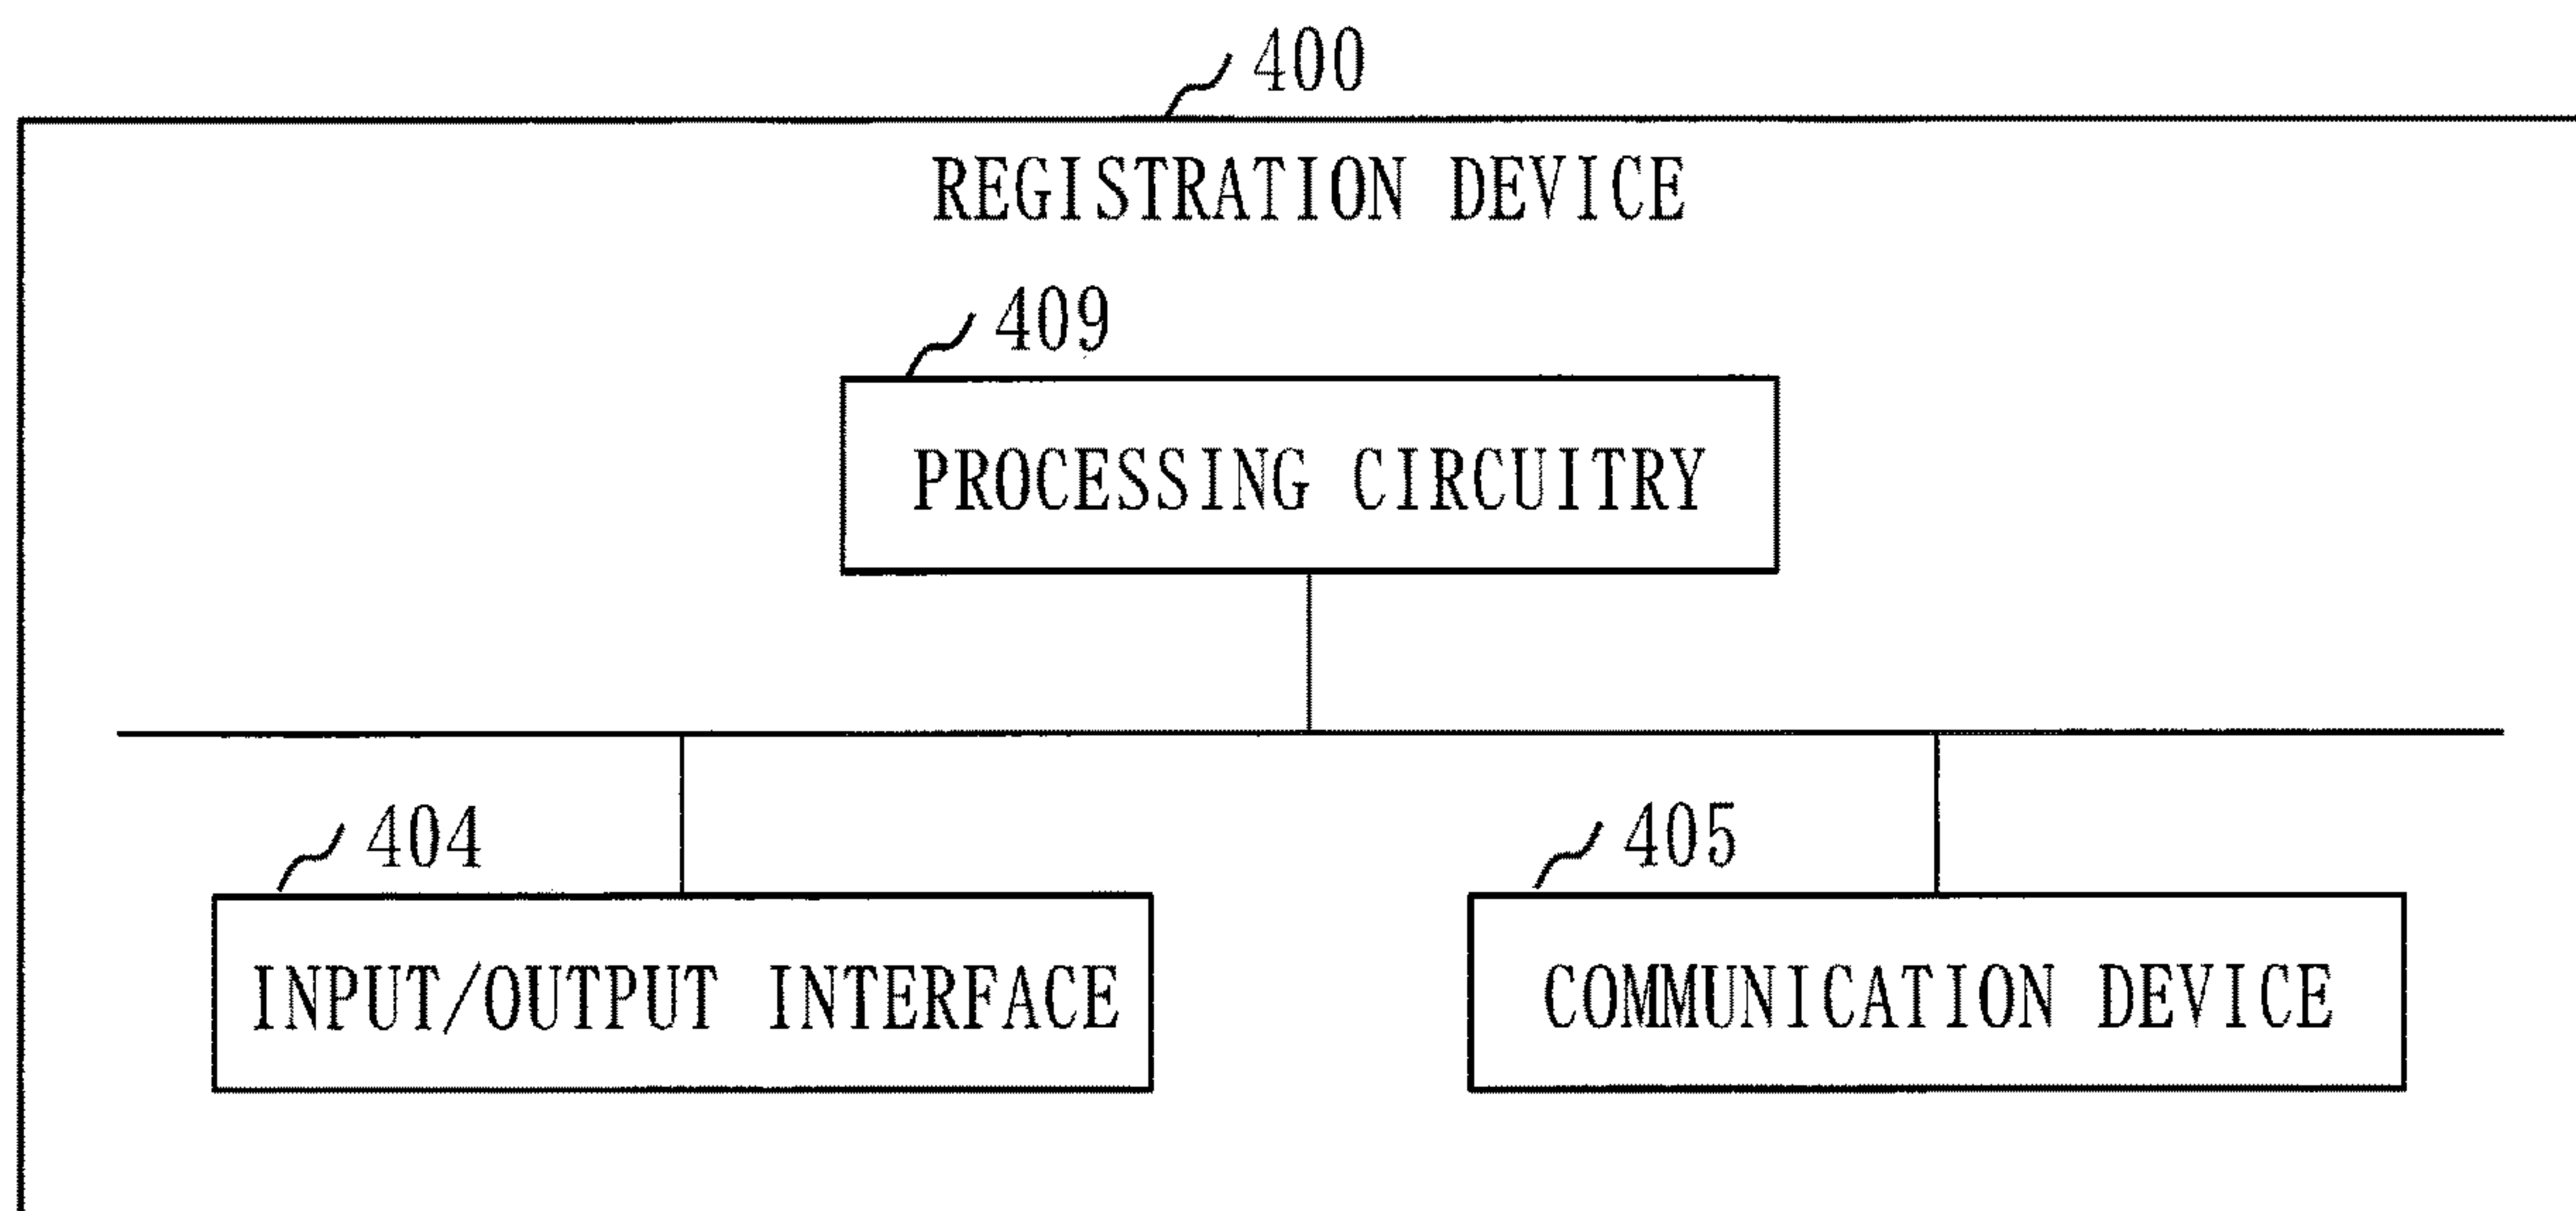 400
REGISTRATION DEVICE
409
PROCESSING CIRCUITRY
404
405
INPUT/OUTPUT INTERFACE
COMMUNICATION DEVICE